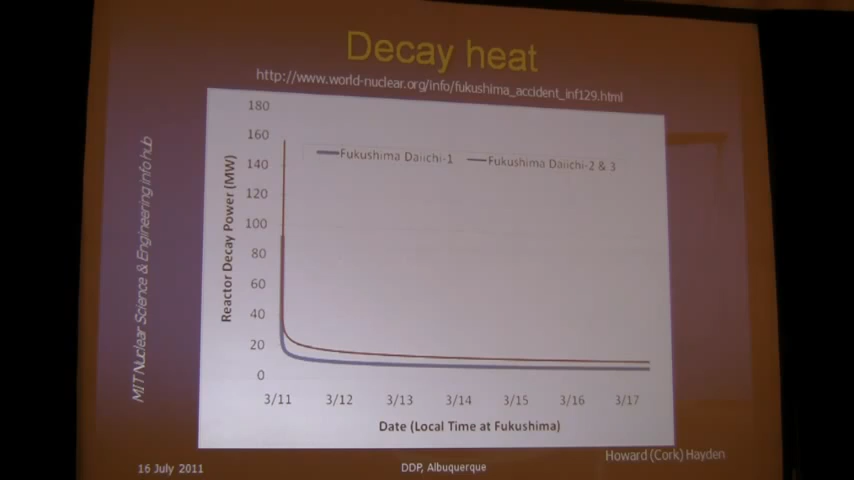 Decay heat
http://www.world-nuclear.org/info/fukushima_accident_inf129.html
MIT Nuclear Science & Engineering info hub
Reactor Decay Power (MW)
180
160
140
120
100
80
60
40
20
0
Fukushima Daiichi-1
Fukushima Daiichi-2 & 3
3/11 3/12 3/13 3/14 3/15 3/16 3/17
Date (Local Time at Fukushima)
Howard (Cork) Hayden
16 July 2011
DDP, Albuquerque